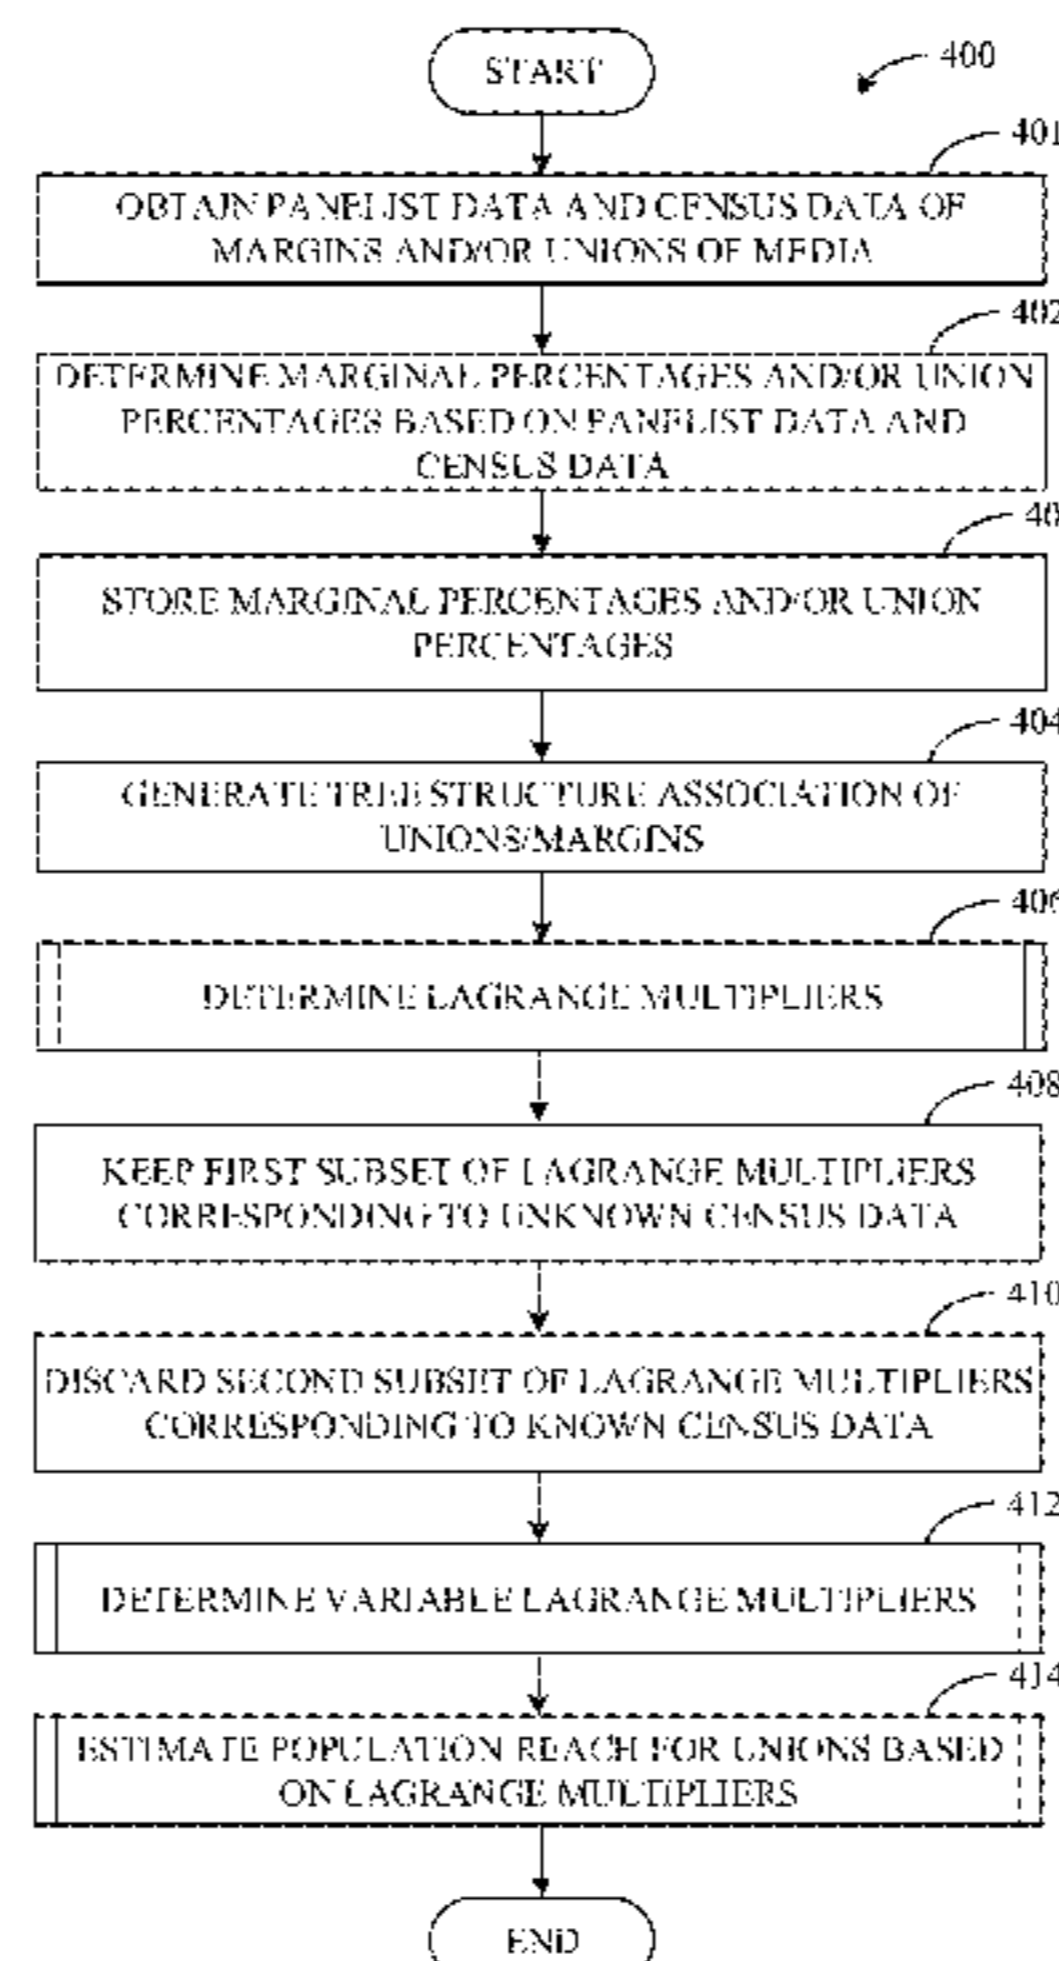 START
400
401
OBTAIN PANELIST DATA AND CENSUS DATA OF
MARGINS AND/OR UNIONS OF MEDIA
402
DETERMINE MARGINAL PERCENTAGES AND/OR UNION
PERCENTAGES BASED ON PANELIST DATA AND
CENSUS DATA
40
STORE MARGINAL PERCENTAGES AND/OR UNION
PERCENTAGES
404
GENERATE TREE STRUCTURE ASSOCIATION OF
UNIONS/MARGINS
406
DETERMINE LAGRANGE MULTIPLIERS
408
KEEP FIRST SUBSET OF LAGRANGE MULTIPLIERS
CORRESPONDING TO UNKNOWN CENSUS DATA
410
DISCARD SECOND SUBSET OF LAGRANGE MULTIPLIERS
CORRESPONDING TO KNOWN CENSUS DATA
412
DETERMINE VARIABLE LAGRANGE MULTIPLIERS
414
ESTIMATE POPULATION REACH FOR UNIONS BASED
ON LAGRANGE MULTIPLIERS
END